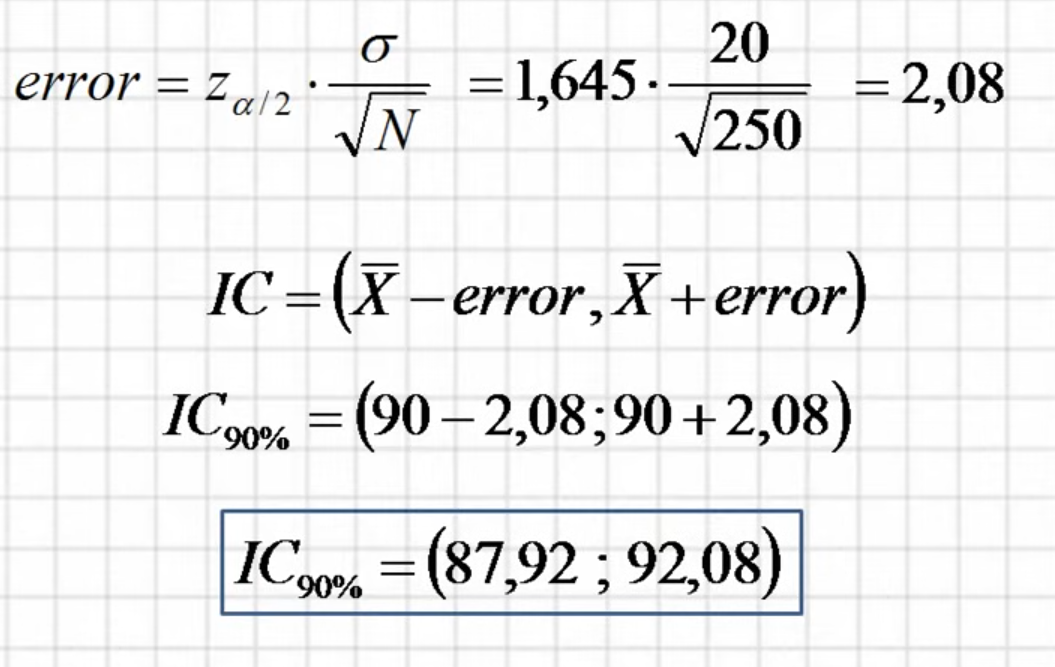 error = z_{α/2} · σ/√N = 1,645 · 20/√250 = 2,08
IC = (X̅ − error, X̅ + error)
IC_{90%} = (90 − 2,08; 90 + 2,08)
IC_{90%} = (87,92 ; 92,08)